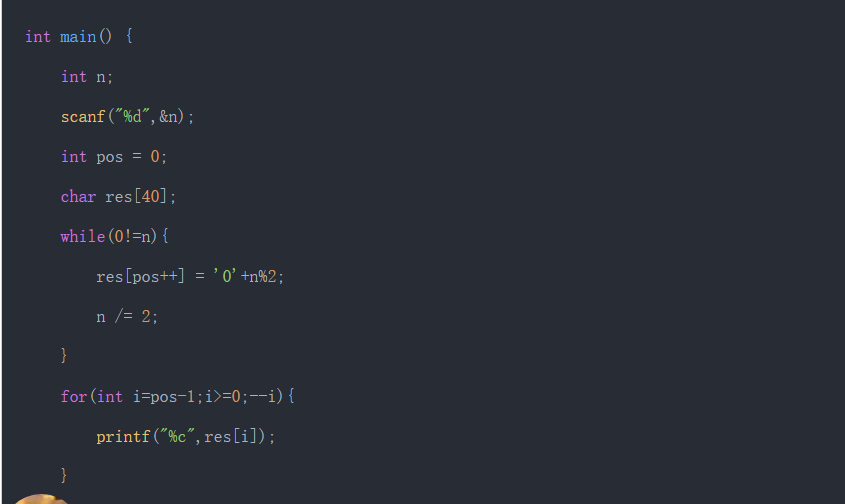 int main() {
int n;
scanf("%d",&n);
int pos = 0;
char res[40];
while(0!=n){
res[pos++] = '0'+n%2;
n /= 2;
}
for(int i=pos-1;i>=0;--i){
printf("%c",res[i]);
}